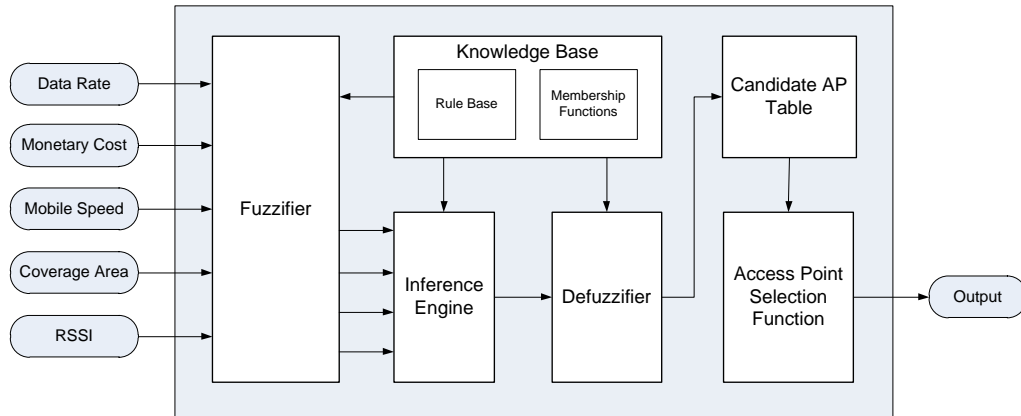 Data Rate
Monetary Cost
Mobile Speed
Coverage Area
RSSI
Fuzzifier
Knowledge Base
Rule Base
Membership
Functions
Inference
Engine
Defuzzifier
Candidate AP
Table
Access Point
Selection
Function
Output